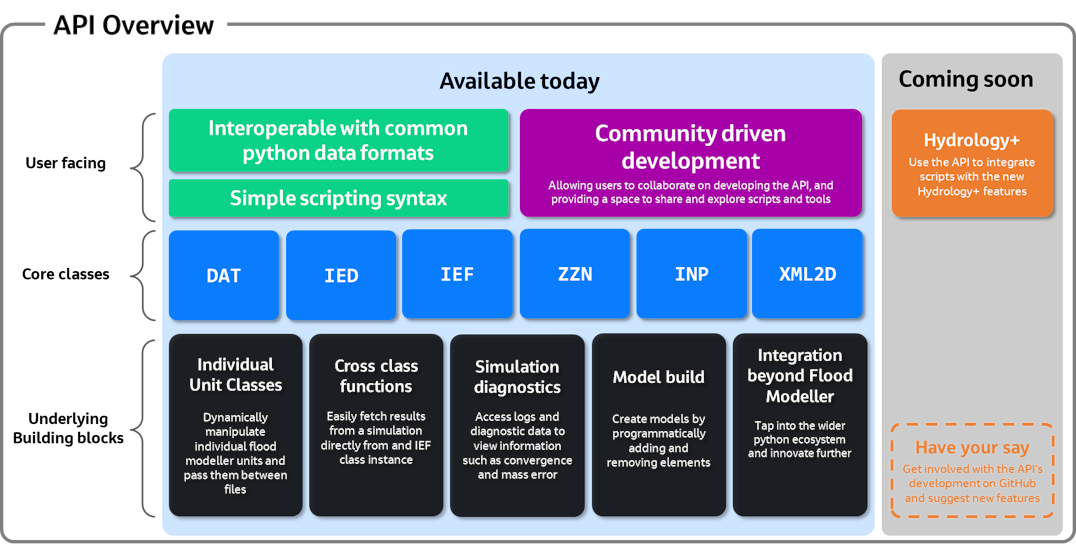 API Overview
Available today
Coming soon
User facing
Interoperable with common
python data formats
Simple scripting syntax
Community driven
development
Allowing users to collaborate on developing the API, and
providing a space to share and explore scripts and tools
Hydrology+
Use the API to integrate
scripts with the new
Hydrology+ features
Core classes
DAT
IED
IEF
ZZN
INP
XML2D
Underlying
Building blocks
Individual
Unit Classes
Dynamically
manipulate
individual flood
modeller units and
pass them between
files
Cross class
functions
Easily fetch results
from a simulation
directly from and IEF
class instance
Simulation
diagnostics
Access logs and
diagnostic data to
view information
such as convergence
and mass error
Model build
Create models by
programmatically
adding and
removing elements
Integration
beyond Flood
Modeller
Tap into the wider
python ecosystem
and innovate further
Have your say
Get involved with the API's
development on GitHub
and suggest new features